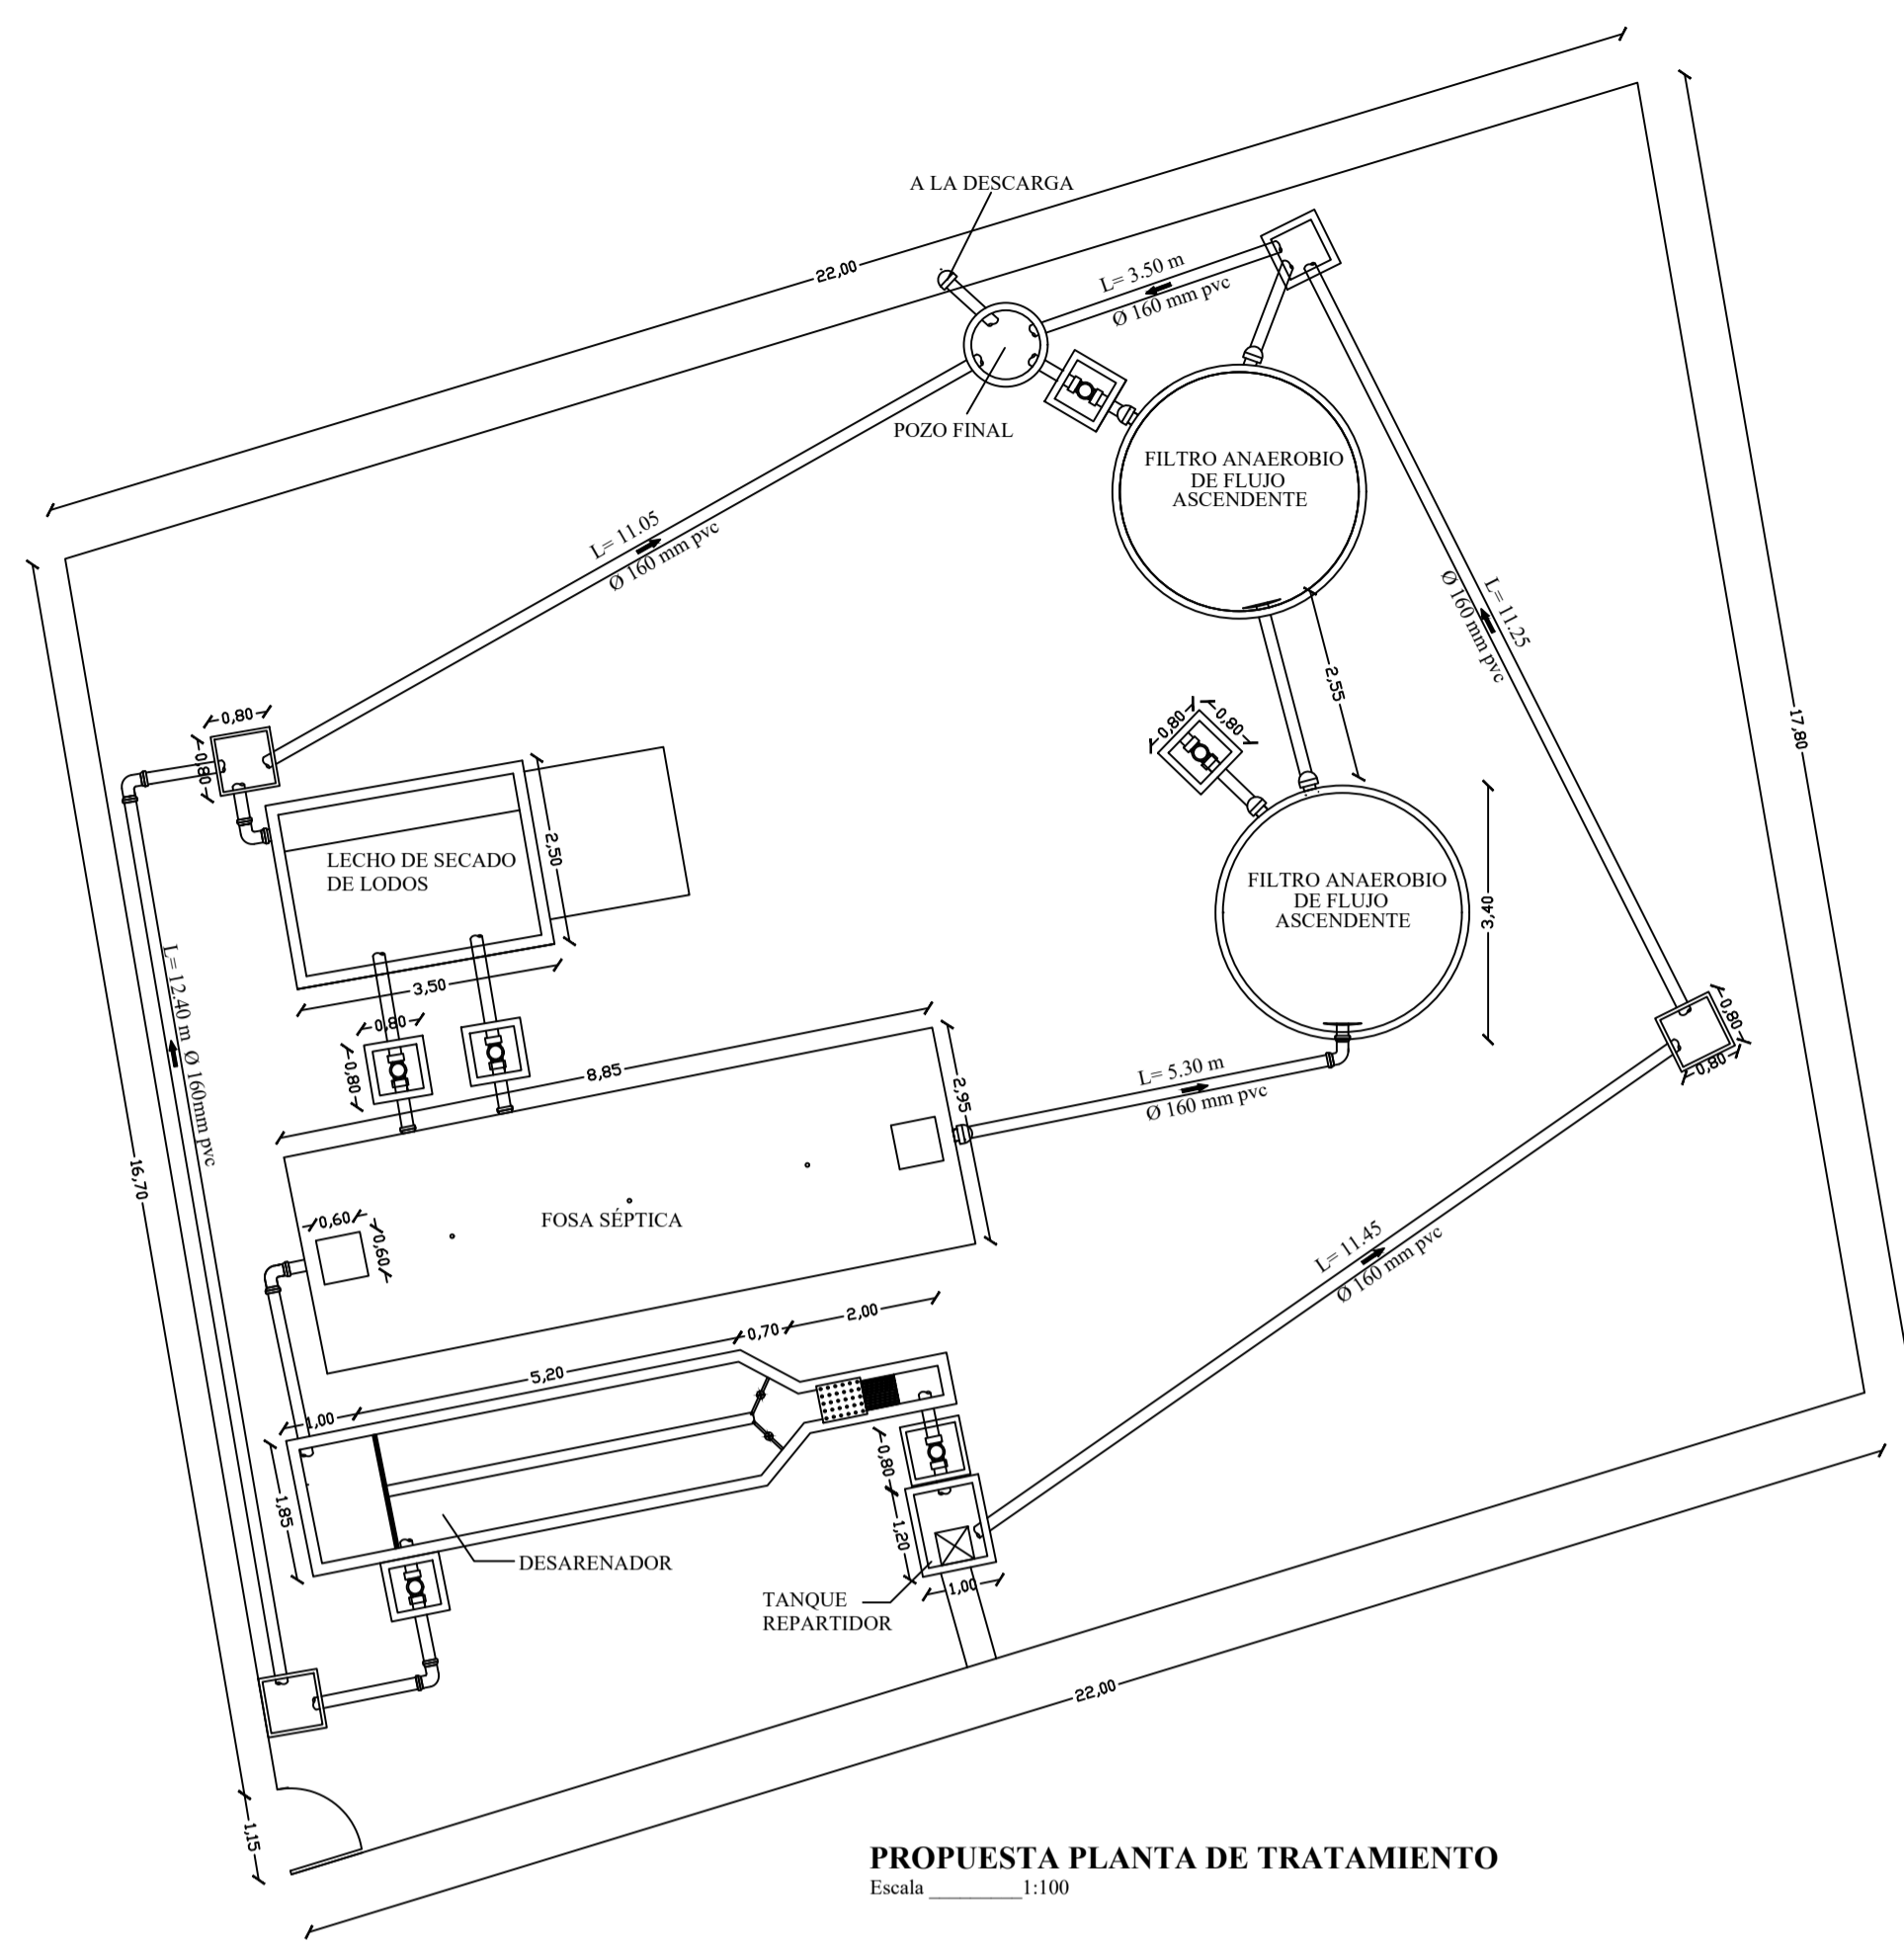 22,00
A LA DESCARGA
L= 3.50 m
Ø 160 mm pvc
POZO FINAL
FILTRO ANAEROBIO
DE FLUJO
ASCENDENTE
L= 11.05
Ø 160 mm pvc
L= 11.25
Ø 160 mm pvc
2,55
17,80
0,80
0,80
0,80
0,80
LECHO DE SECADO
DE LODOS
2,50
3,50
FILTRO ANAEROBIO
DE FLUJO
ASCENDENTE
3,40
L= 12.40 m Ø 160mm pvc
0,80
0,80
8,85
2,95
L= 5.30 m
Ø 160 mm pvc
0,80
0,80
16,70
0,60
0,60
FOSA SÉPTICA
L= 11.45
Ø 160 mm pvc
5,20
0,70
2,00
1,00
1,85
0,80
1,20
DESARENADOR
TANQUE
REPARTIDOR
1,00
22,00
1,15
PROPUESTA PLANTA DE TRATAMIENTO
Escala _________1:100